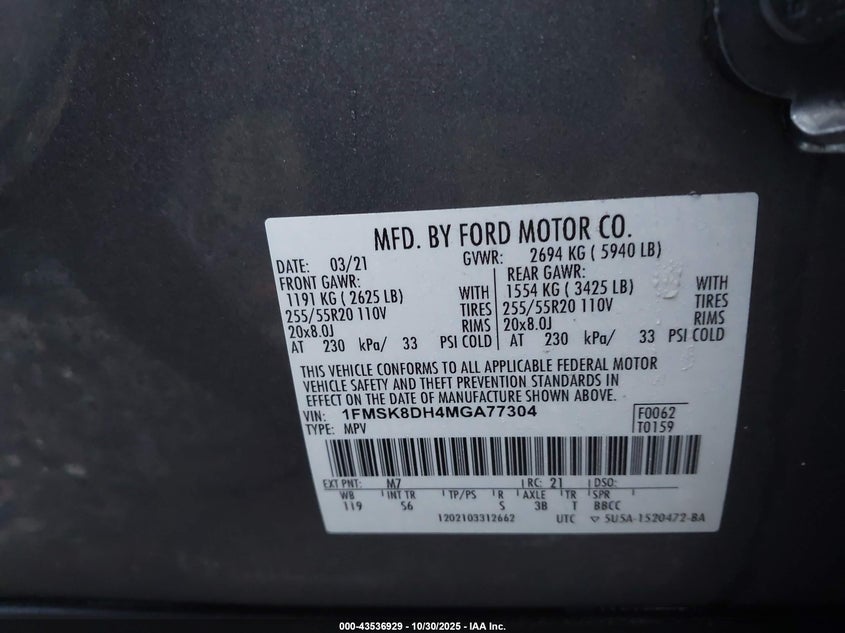 MFD. BY FORD MOTOR CO.
DATE: 03/21 GVWR: 2694 KG ( 5940 LB)
FRONT GAWR: REAR GAWR:
1191 KG ( 2625 LB) WITH 1554 KG ( 3425 LB) WITH
255/55R20 110V TIRES 255/55R20 110V TIRES
20x8.0J RIMS 20x8.0J RIMS
AT 230 kPa/ 33 PSI COLD AT 230 kPa/ 33 PSI COLD
THIS VEHICLE CONFORMS TO ALL APPLICABLE FEDERAL MOTOR
VEHICLE SAFETY AND THEFT PREVENTION STANDARDS IN
EFFECT ON THE DATE OF MANUFACTURE SHOWN ABOVE.
VIN: 1FMSK8DH4MGA77304 F0062
TYPE: MPV T0159
EXT PNT: M7 RC: 21 DSO:
WB INT TR TP/PS R AXLE TR SPR
119 S6 S 3B T BBCC
1202103312662 UTC ▽ 5U5A-1520472-BA
000-43536929 - 10/30/2025 - IAA Inc.